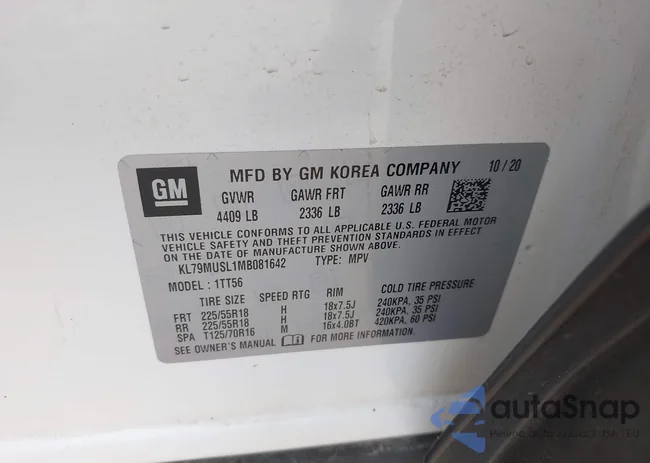 GM
MFD BY GM KOREA COMPANY 10/20
GVWR GAWR FRT GAWR RR
4409 LB 2336 LB 2336 LB
THIS VEHICLE CONFORMS TO ALL APPLICABLE U.S. FEDERAL MOTOR
VEHICLE SAFETY AND THEFT PREVENTION STANDARDS IN EFFECT ON
THE DATE OF MANUFACTURE SHOWN ABOVE.
KL79MUSL1MB081642 TYPE: MPV
MODEL : 1TT56
TIRE SIZE SPEED RTG RIM COLD TIRE PRESSURE
FRT 225/55R18 H 18x7.5J 240KPA, 35 PSI
RR 225/55R18 H 18x7.5J 240KPA, 35 PSI
SPA T125/70R16 M 16x4.0BT 420KPA, 60 PSI
SEE OWNER'S MANUAL FOR MORE INFORMATION.
autaSnap
USA | EU